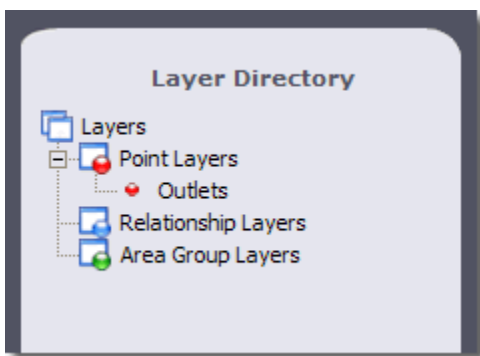 Layer Directory
Layers
Point Layers
Outlets
Relationship Layers
Area Group Layers